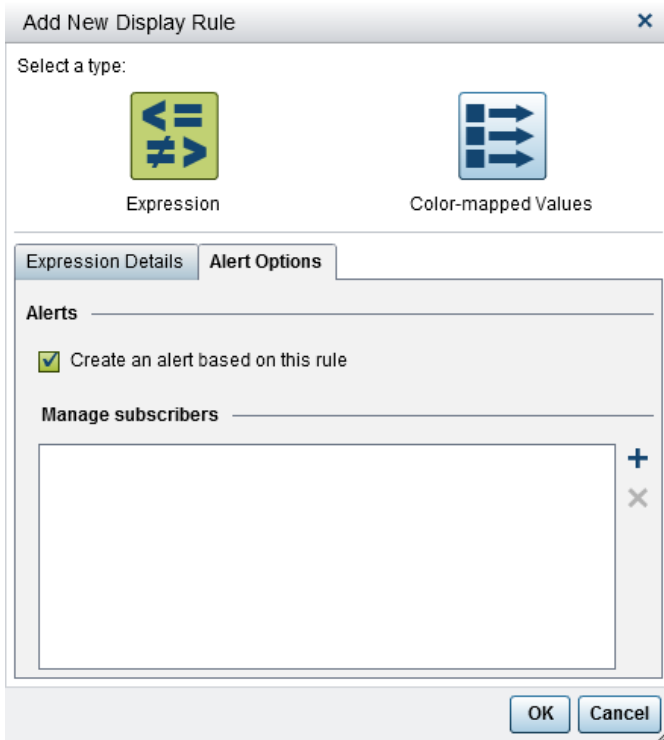 Add New Display Rule
Select a type:
Expression
Color-mapped Values
Expression Details
Alert Options
Alerts
Create an alert based on this rule
Manage subscribers
OK
Cancel